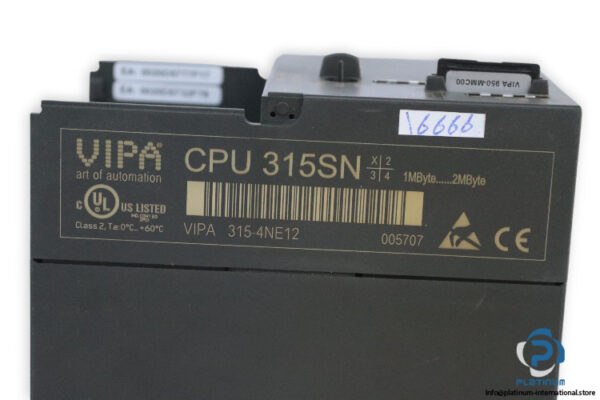 VIPA 950-MMC00
16666
VIPA®
art of automation
CPU 315SN
X 2
3 4
1MByte......2MByte
C UL US LISTED
Class 2, Ta:0°C.. +60°C
VIPA 315-4NE12
005707
CE
PLATINUM
info@platinum-international.store